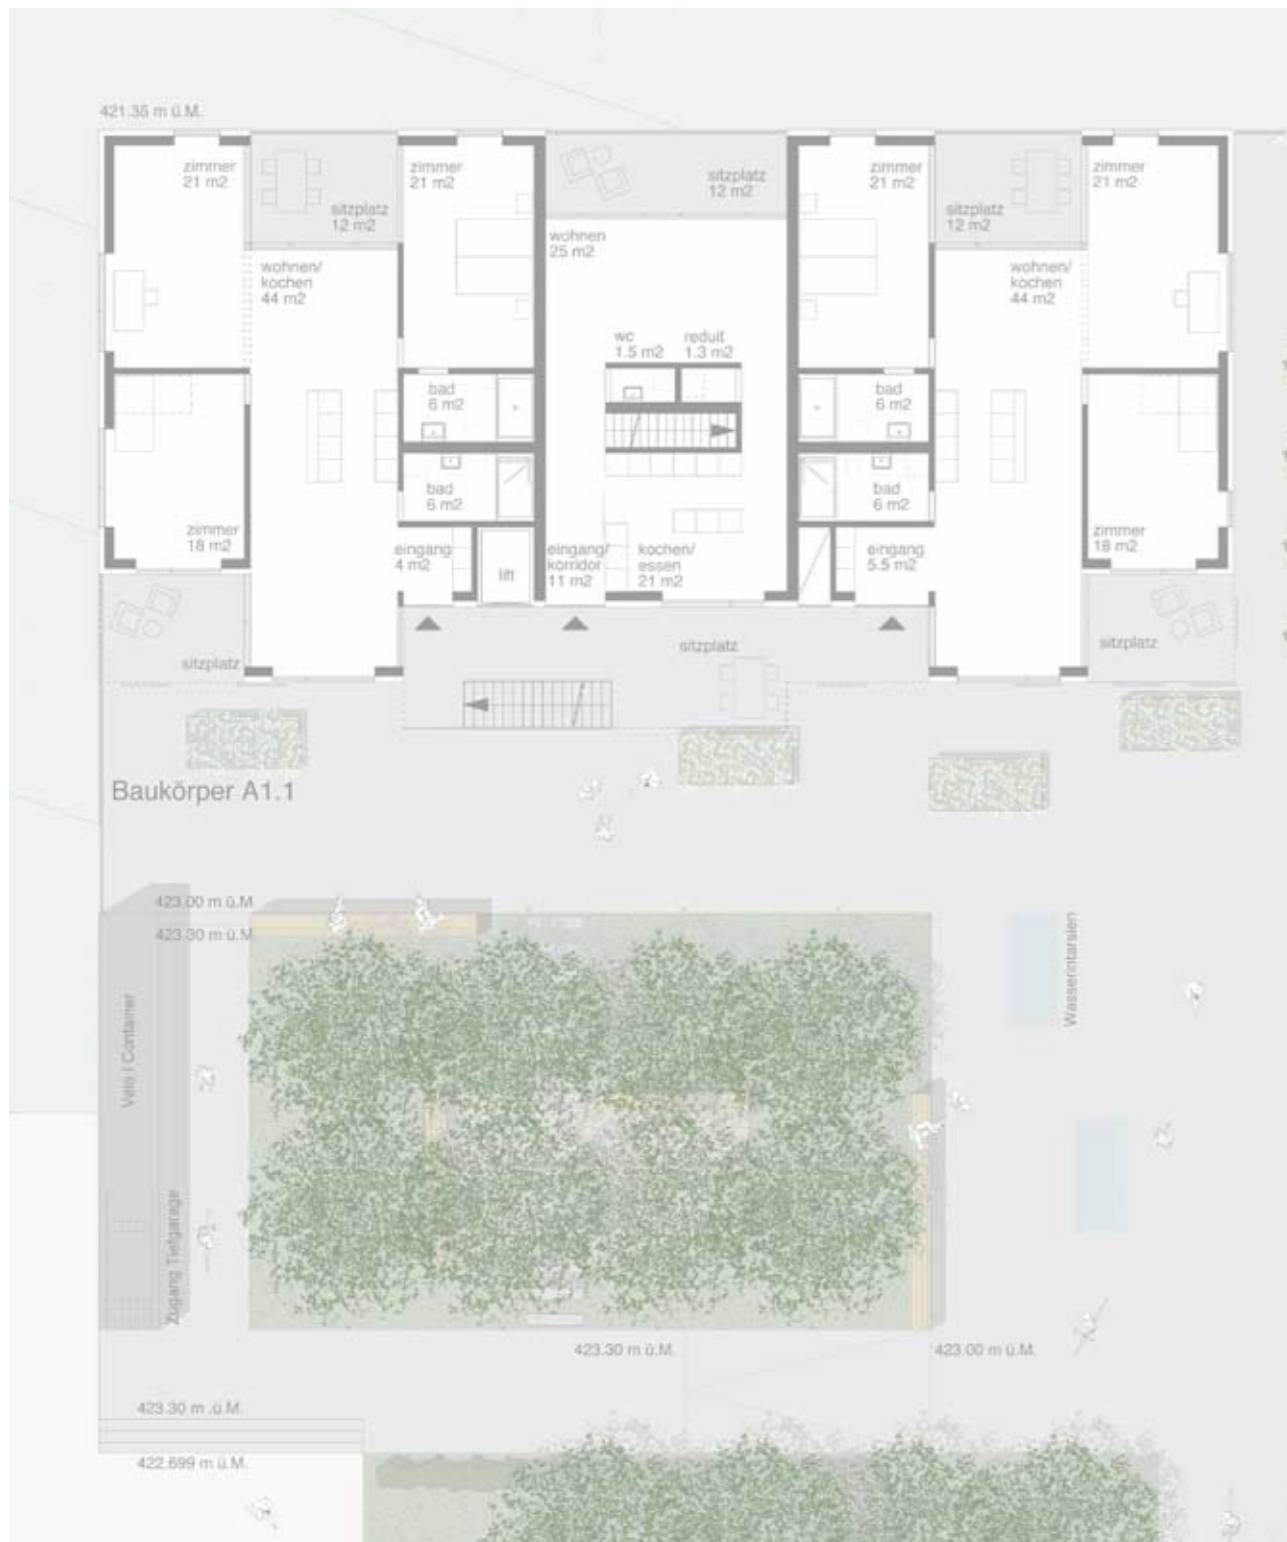 421.35 m ü.M.
zimmer
21 m2
sitzplatz
12 m2
zimmer
21 m2
sitzplatz
12 m2
zimmer
21 m2
sitzplatz
12 m2
zimmer
21 m2
wohnen/
kochen
44 m2
wohnen
25 m2
wohnen/
kochen
44 m2
wc
1.5 m2
reduit
1.3 m2
bad
6 m2
bad
6 m2
bad
6 m2
bad
6 m2
zimmer
18 m2
eingang
4 m2
lift
eingang/
korridor
11 m2
kochen/
essen
21 m2
eingang
5.5 m2
zimmer
18 m2
sitzplatz
sitzplatz
sitzplatz
Baukörper A1.1
423.00 m ü.M.
423.30 m ü.M.
Velo I Container
Zugang Tiefgarage
Wasserintarsien
423.30 m ü.M.
423.00 m ü.M.
423.30 m .ü.M.
422.699 m ü.M.